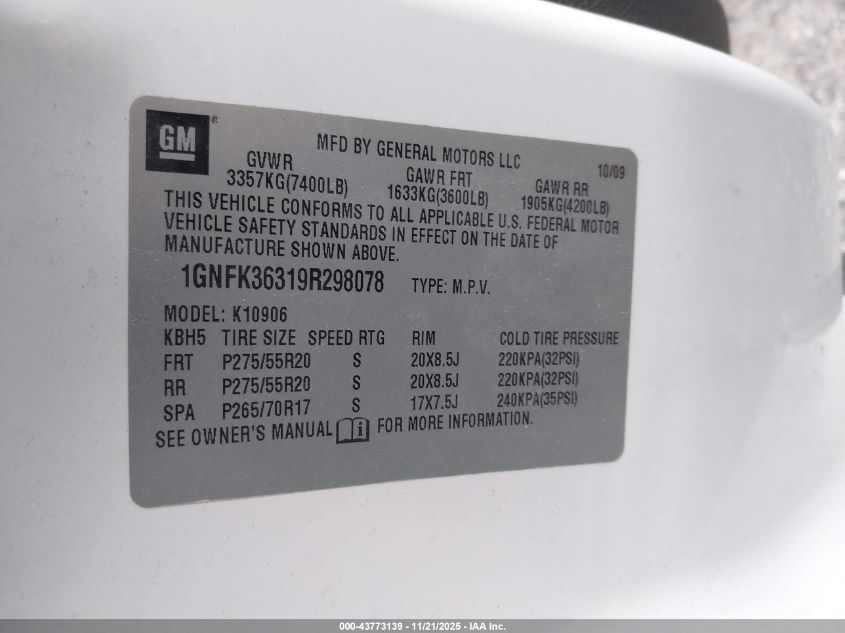 GM®
MFD BY GENERAL MOTORS LLC
10/09
GVWR GAWR FRT GAWR RR
3357KG(7400LB) 1633KG(3600LB) 1905KG(4200LB)
THIS VEHICLE CONFORMS TO ALL APPLICABLE U.S. FEDERAL MOTOR
VEHICLE SAFETY STANDARDS IN EFFECT ON THE DATE OF
MANUFACTURE SHOWN ABOVE.
1GNFK36319R298078 TYPE: M.P.V.
MODEL: K10906
KBH5 TIRE SIZE SPEED RTG RIM COLD TIRE PRESSURE
FRT P275/55R20 S 20X8.5J 220KPA(32PSI)
RR P275/55R20 S 20X8.5J 220KPA(32PSI)
SPA P265/70R17 S 17X7.5J 240KPA(35PSI)
SEE OWNER'S MANUAL i FOR MORE INFORMATION.
000-43773139 - 11/21/2025 - IAA Inc.